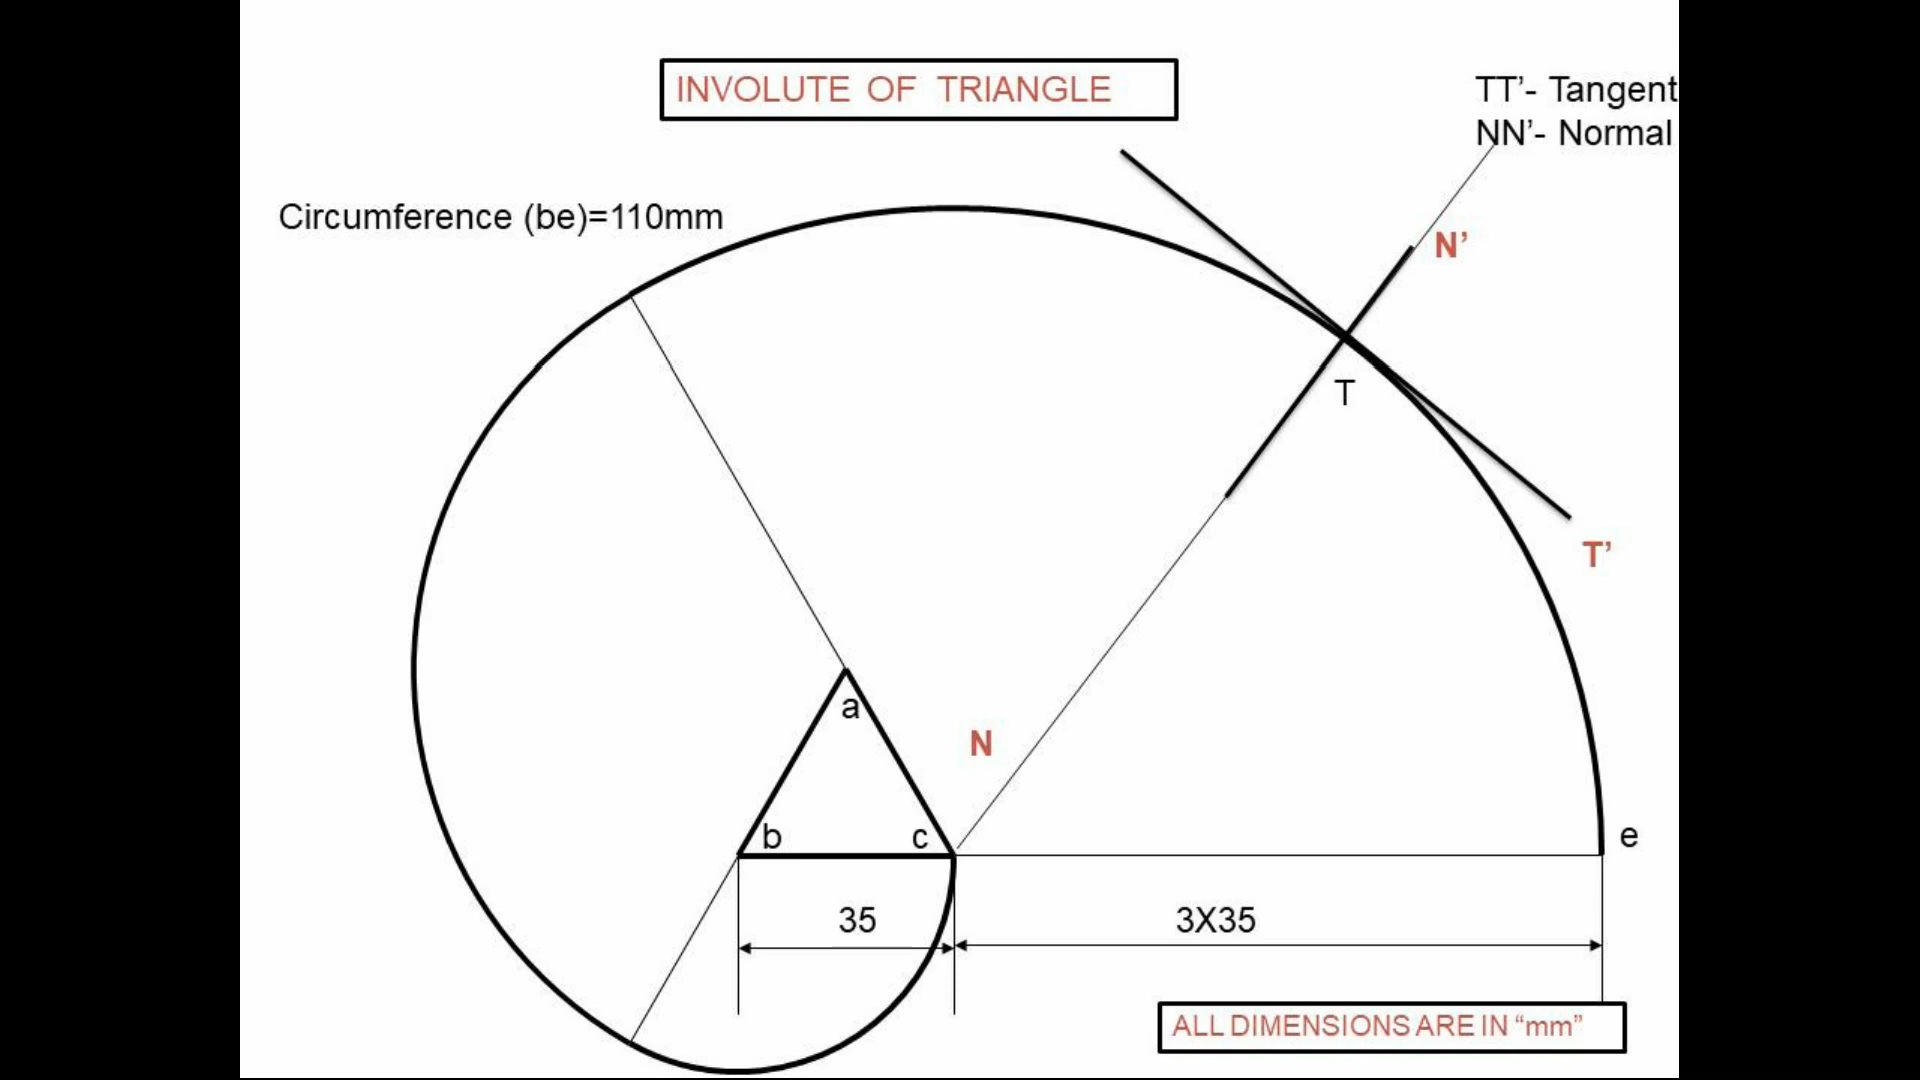 INVOLUTE OF TRIANGLE
TT’- Tangent
NN’- Normal
Circumference (be)=110mm
N’
T
T’
a
N
b
c
e
35
3X35
ALL DIMENSIONS ARE IN “mm”